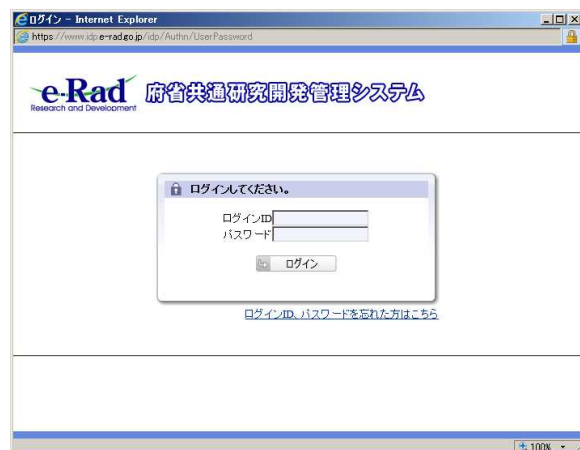 ログイン - Internet Explorer
https://www.idp.e-rad.go.jp/idp/Authn/UserPassword
e-Rad 府省共通研究開発管理システム
Research and Development
ログインしてください。
ログインID
パスワード
ログイン
ログインID、パスワードを忘れた方はこちら
100%